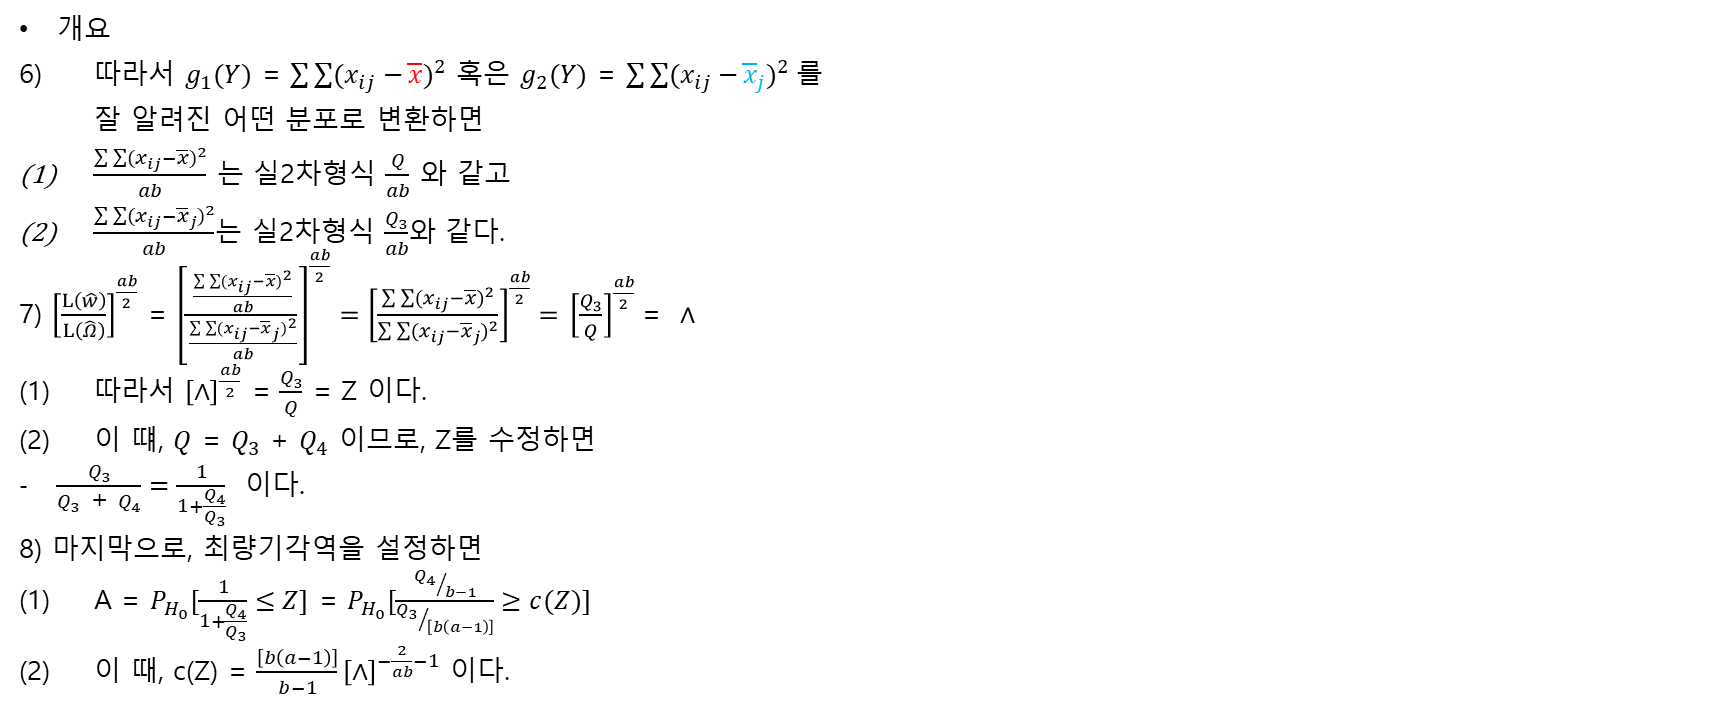 • 개요
6) 따라서 g₁(Y) = ∑∑(xᵢⱼ − x̅)² 혹은 g₂(Y) = ∑∑(xᵢⱼ − x̅ⱼ)² 를
잘 알려진 어떤 분포로 변환하면
(1) ∑∑(xᵢⱼ−x̅)²/ab 는 실2차형식 Q/ab 와 같고
(2) ∑∑(xᵢⱼ−x̅ⱼ)²/ab 는 실2차형식 Q₃/ab와 같다.
7) [L(ŵ)/L(Ω̂)]^(ab/2) = [(∑∑(xᵢⱼ−x̅)²/ab)/(∑∑(xᵢⱼ−x̅ⱼ)²/ab)]^(ab/2) = [∑∑(xᵢⱼ−x̅)²/∑∑(xᵢⱼ−x̅ⱼ)²]^(ab/2) = [Q₃/Q]^(ab/2) = ∧
(1) 따라서 [∧]^(ab/2) = Q₃/Q = Z 이다.
(2) 이 떄, Q = Q₃ + Q₄ 이므로, Z를 수정하면
- Q₃/(Q₃ + Q₄) = 1/(1+Q₄/Q₃) 이다.
8) 마지막으로, 최량기각역을 설정하면
(1) A = P_H₀[1/(1+Q₄/Q₃) ≤ Z] = P_H₀[(Q₄/b−1)/(Q₃/[b(a−1)]) ≥ c(Z)]
(2) 이 때, c(Z) = [b(a−1)]/(b−1) [∧]^(−2/ab−1) 이다.